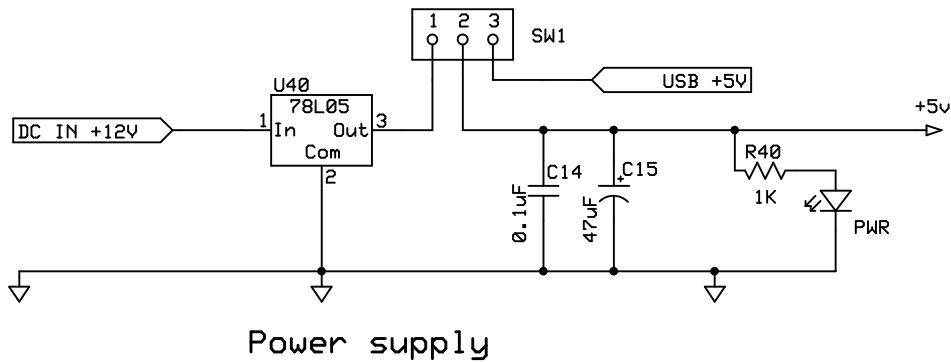 1 2 3
SW1
USB +5V
U40
78L05
DC IN +12V
1 In Out 3
Com
2
+5v
C14
0.1uF
C15
+
47uF
R40
1K
PWR
Power supply